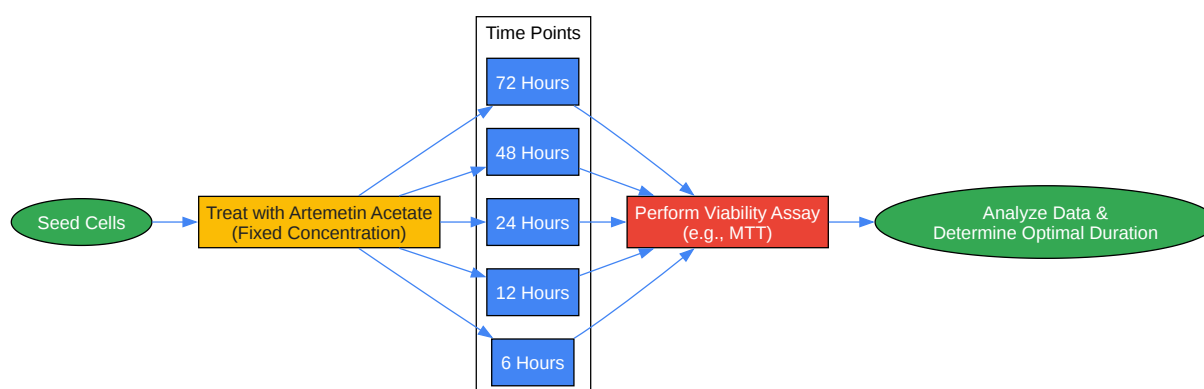 Seed Cells
Treat with Artemetin Acetate
(Fixed Concentration)
Time Points
72 Hours
48 Hours
24 Hours
12 Hours
6 Hours
Perform Viability Assay
(e.g., MTT)
Analyze Data &
Determine Optimal Duration